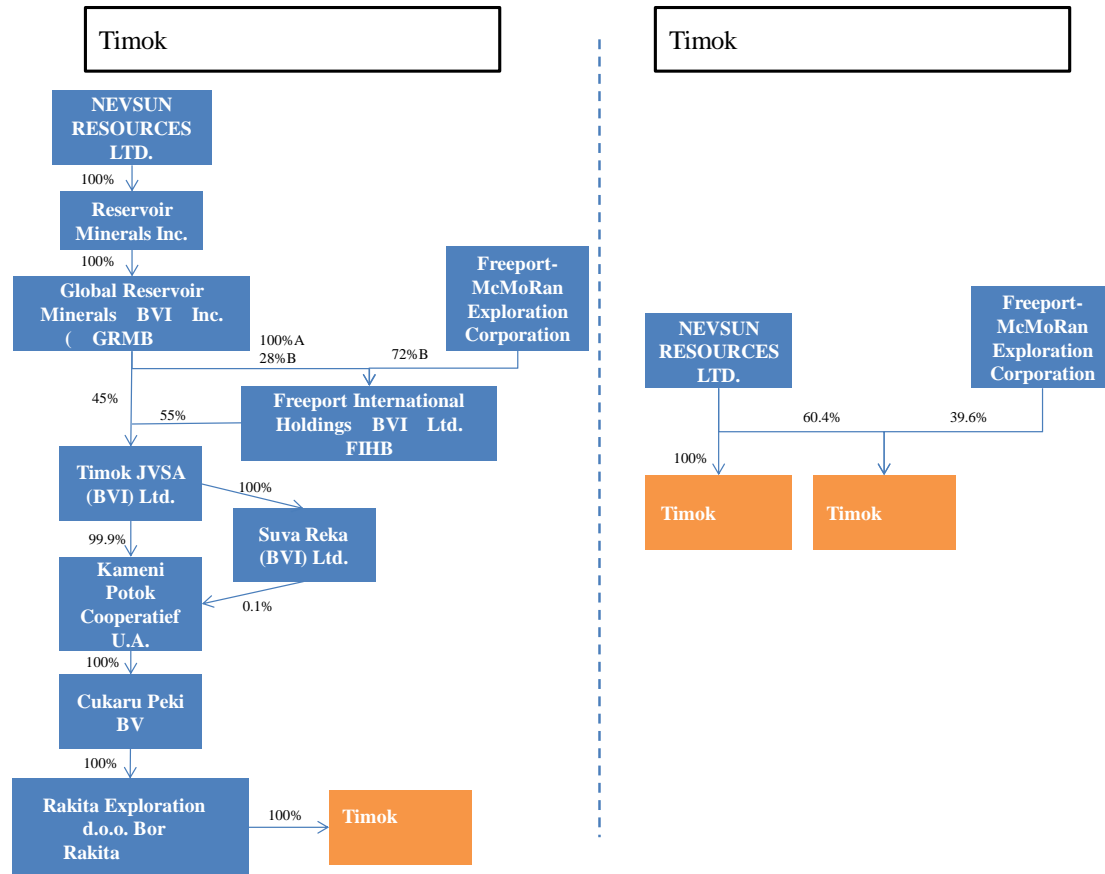 Timok
NEVSUN
RESOURCES
LTD.
100%
Reservoir
Minerals Inc.
100%
Global Reservoir
Minerals BVI Inc.
( GRMB
Freeport-
McMoRan
Exploration
Corporation
100%A
28%B
72%B
45%
55%
Freeport International
Holdings BVI Ltd.
FIHB
Timok JVSA
(BVI) Ltd.
100%
Suva Reka
(BVI) Ltd.
99.9%
0.1%
Kameni
Potok
Cooperatief
U.A.
100%
Cukaru Peki
BV
100%
Rakita Exploration
d.o.o. Bor
Rakita
100%
Timok
Timok
NEVSUN
RESOURCES
LTD.
Freeport-
McMoRan
Exploration
Corporation
60.4%
39.6%
100%
Timok
Timok